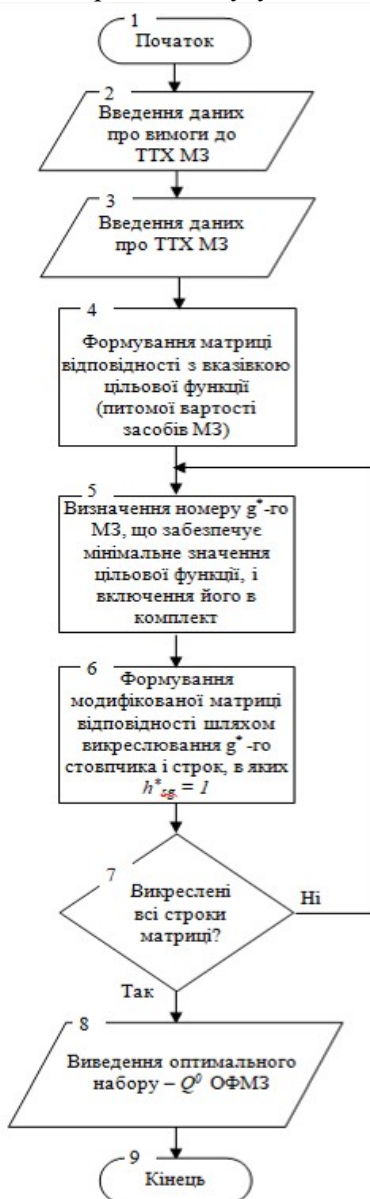 1
Початок
2
Введення даних
про вимоги до
ТТХ МЗ
3
Введення даних
про ТТХ МЗ
4
Формування матриці
відповідності з вказівкою
цільової функції
(питомої вартості
засобів МЗ)
5
Визначення номеру g*-го
МЗ, що забезпечує
мінімальне значення
цільової функції, і
включення його в
комплект
6
Формування
модифікованої матриці
відповідності шляхом
викреслювання g* -го
стовпчика і строк, в яких
h*sg = 1
7
Викреслені
всі строки
матриці?
Ні
Так
8
Виведення оптимального
набору – Q⁰ ОФМЗ
9
Кінець